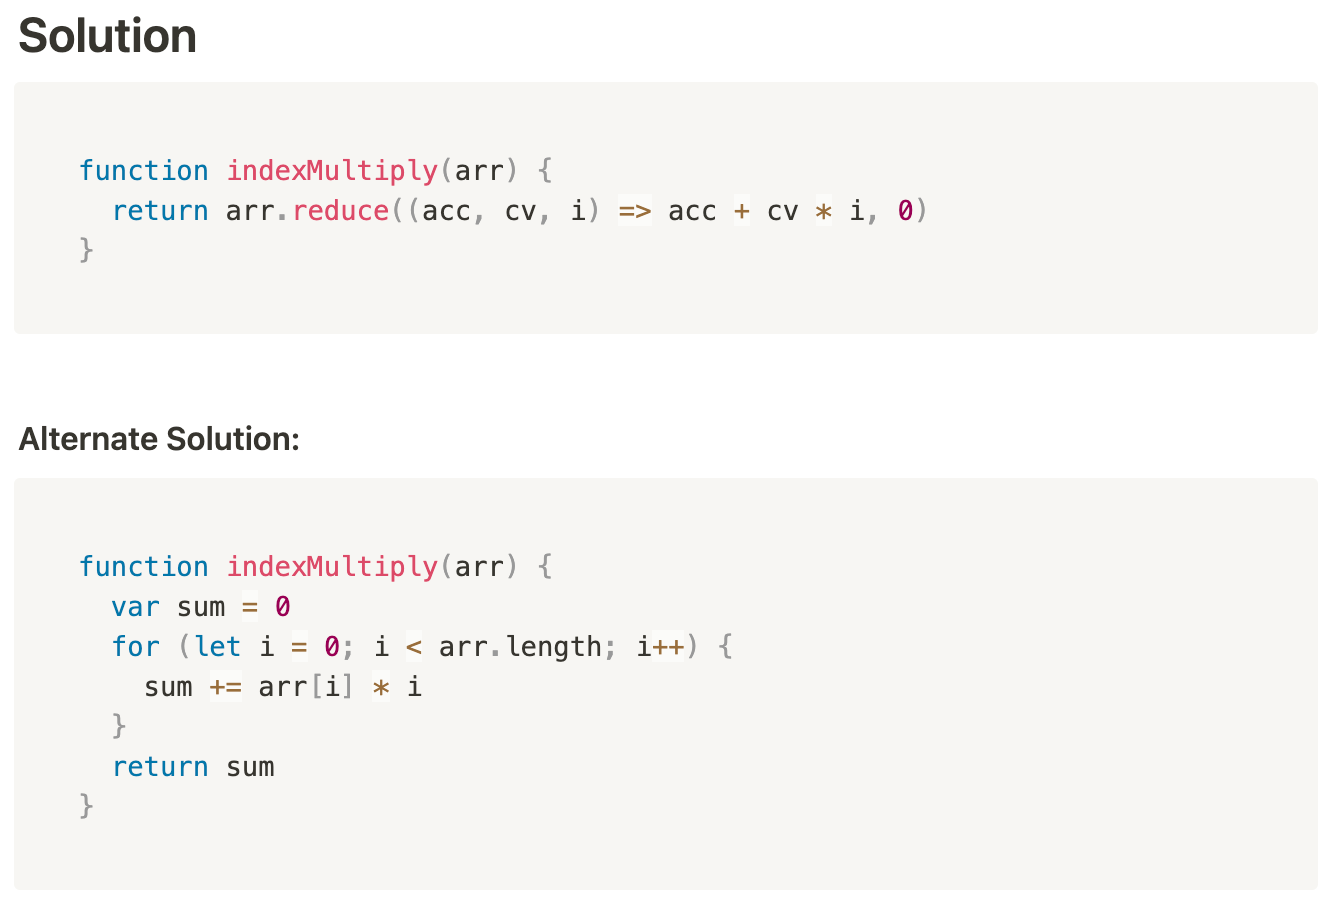 Solution
function indexMultiply(arr) {
  return arr.reduce((acc, cv, i) => acc + cv * i, 0)
}
Alternate Solution:
function indexMultiply(arr) {
  var sum = 0
  for (let i = 0; i < arr.length; i++) {
    sum += arr[i] * i
  }
  return sum
}